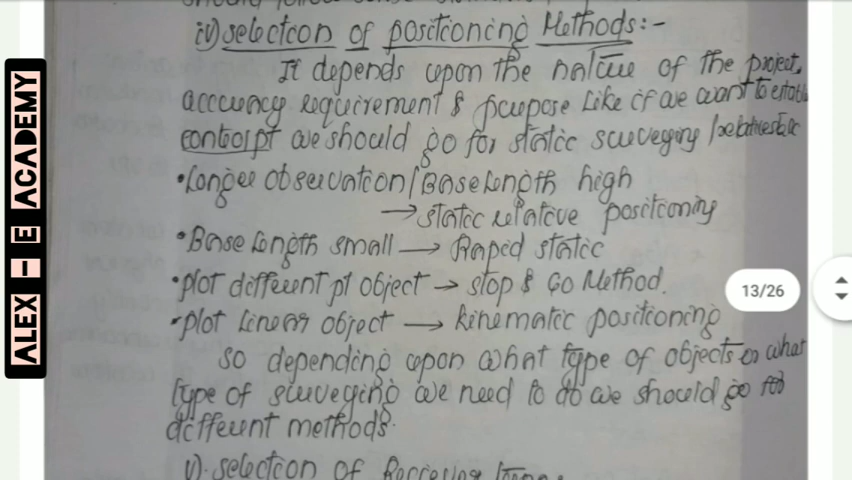 iv) selection of positioning Methods:-
It depends upon the nature of the project,
accuracy requirement & purpose like if we want to
control pt we should go for static surveying /
• Longer observation / Base length high
→ static relative positioning
• Base length small → Rapid static
• plot different pt object → stop & Go Method.
• plot Linear object → kinematic positioning
so depending upon what type of objects or what
type of surveying we need to do we should go for
different methods.
v). selection of
13/26
ALEX - E ACADEMY